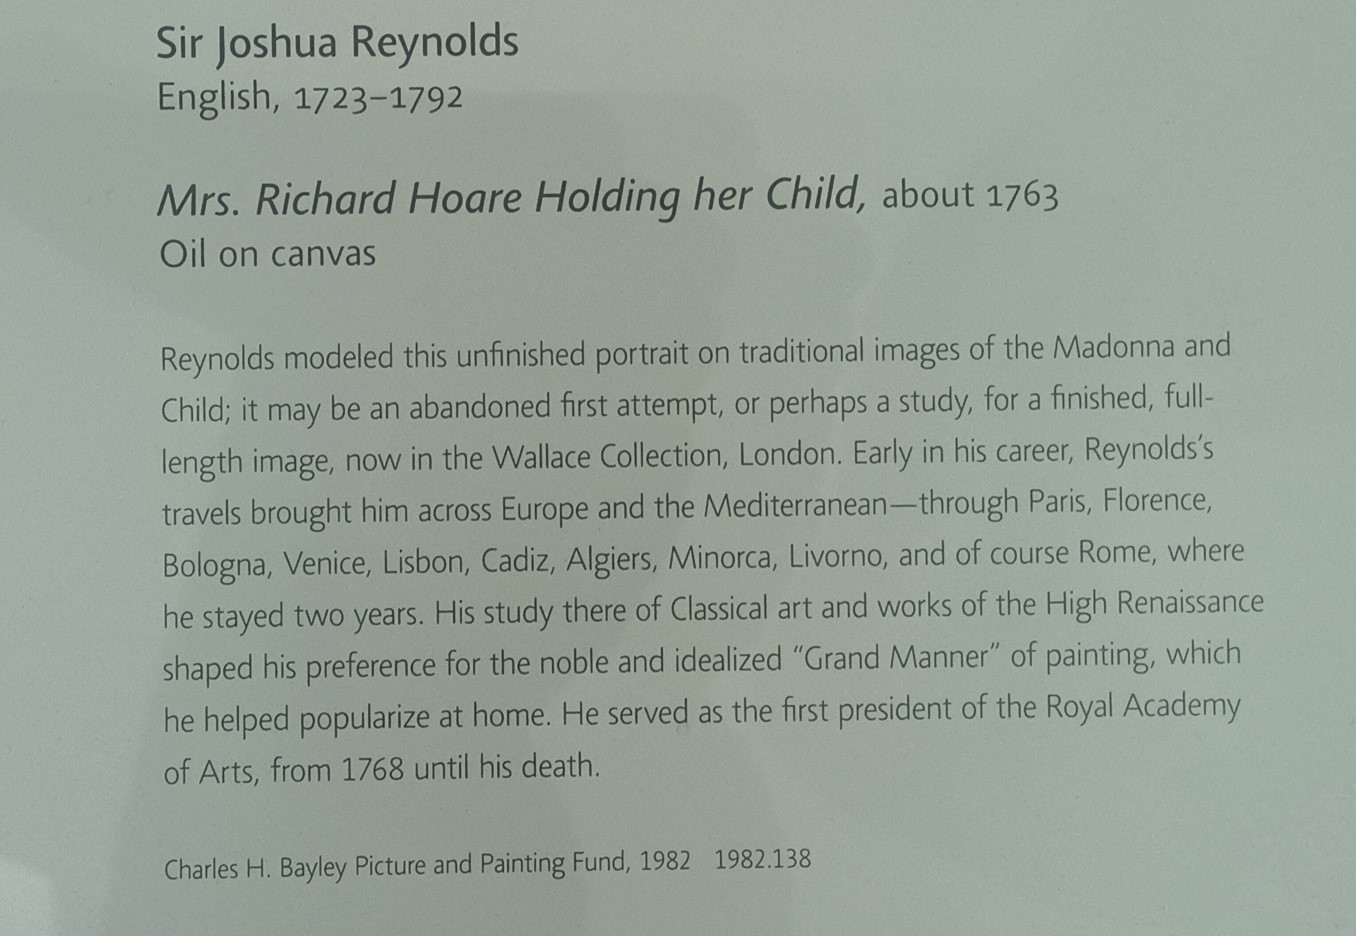 Sir Joshua Reynolds
English, 1723–1792
Mrs. Richard Hoare Holding her Child, about 1763
Oil on canvas
Reynolds modeled this unfinished portrait on traditional images of the Madonna and
Child; it may be an abandoned first attempt, or perhaps a study, for a finished, full-
length image, now in the Wallace Collection, London. Early in his career, Reynolds’s
travels brought him across Europe and the Mediterranean—through Paris, Florence,
Bologna, Venice, Lisbon, Cadiz, Algiers, Minorca, Livorno, and of course Rome, where
he stayed two years. His study there of Classical art and works of the High Renaissance
shaped his preference for the noble and idealized “Grand Manner” of painting, which
he helped popularize at home. He served as the first president of the Royal Academy
of Arts, from 1768 until his death.
Charles H. Bayley Picture and Painting Fund, 1982 1982.138